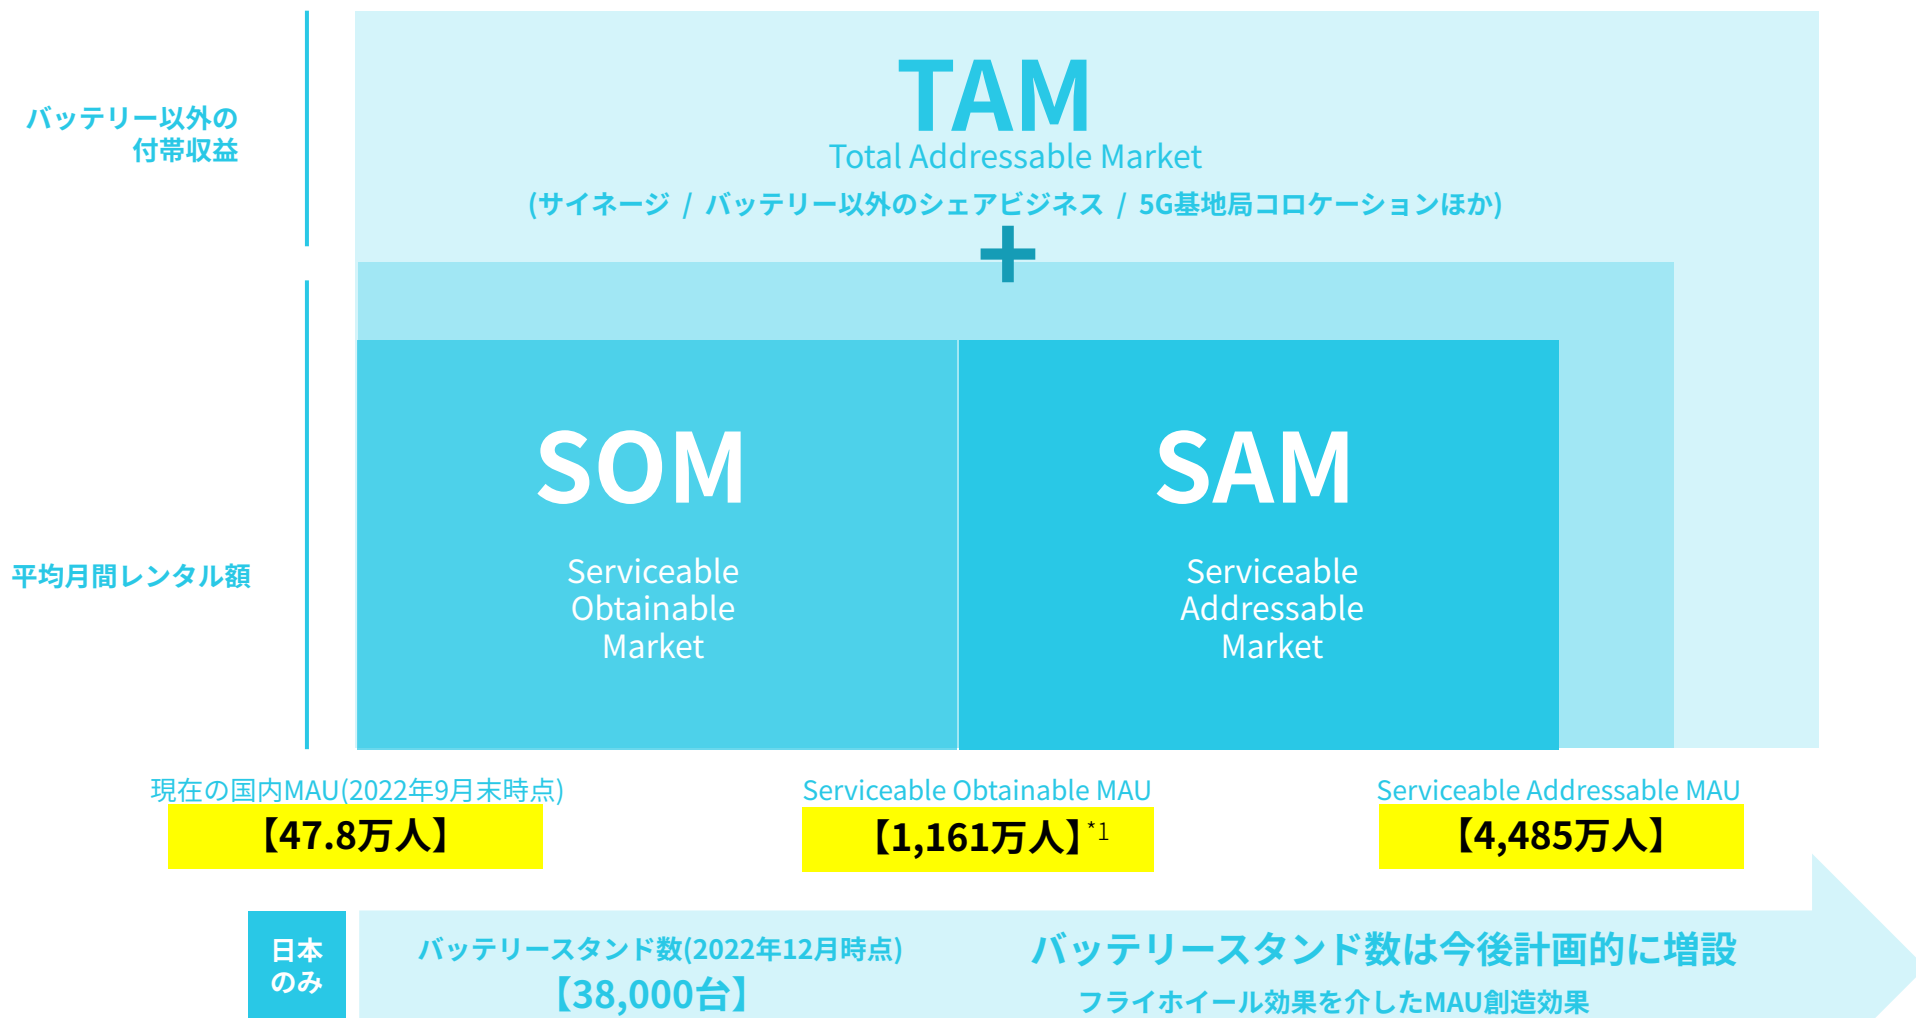 TAM
Total Addressable Market
(サイネージ / バッテリー以外のシェアビジネス / 5G基地局コロケーションほか)
+
バッテリー以外の
付帯収益
平均月間レンタル額
SOM
Serviceable
Obtainable
Market
SAM
Serviceable
Addressable
Market
現在の国内MAU(2022年9月末時点)
【47.8万人】
Serviceable Obtainable MAU
【1,161万人】*1
Serviceable Addressable MAU
【4,485万人】
日本
のみ
バッテリースタンド数(2022年12月時点)
【38,000台】
バッテリースタンド数は今後計画的に増設
フライホイール効果を介したMAU創造効果